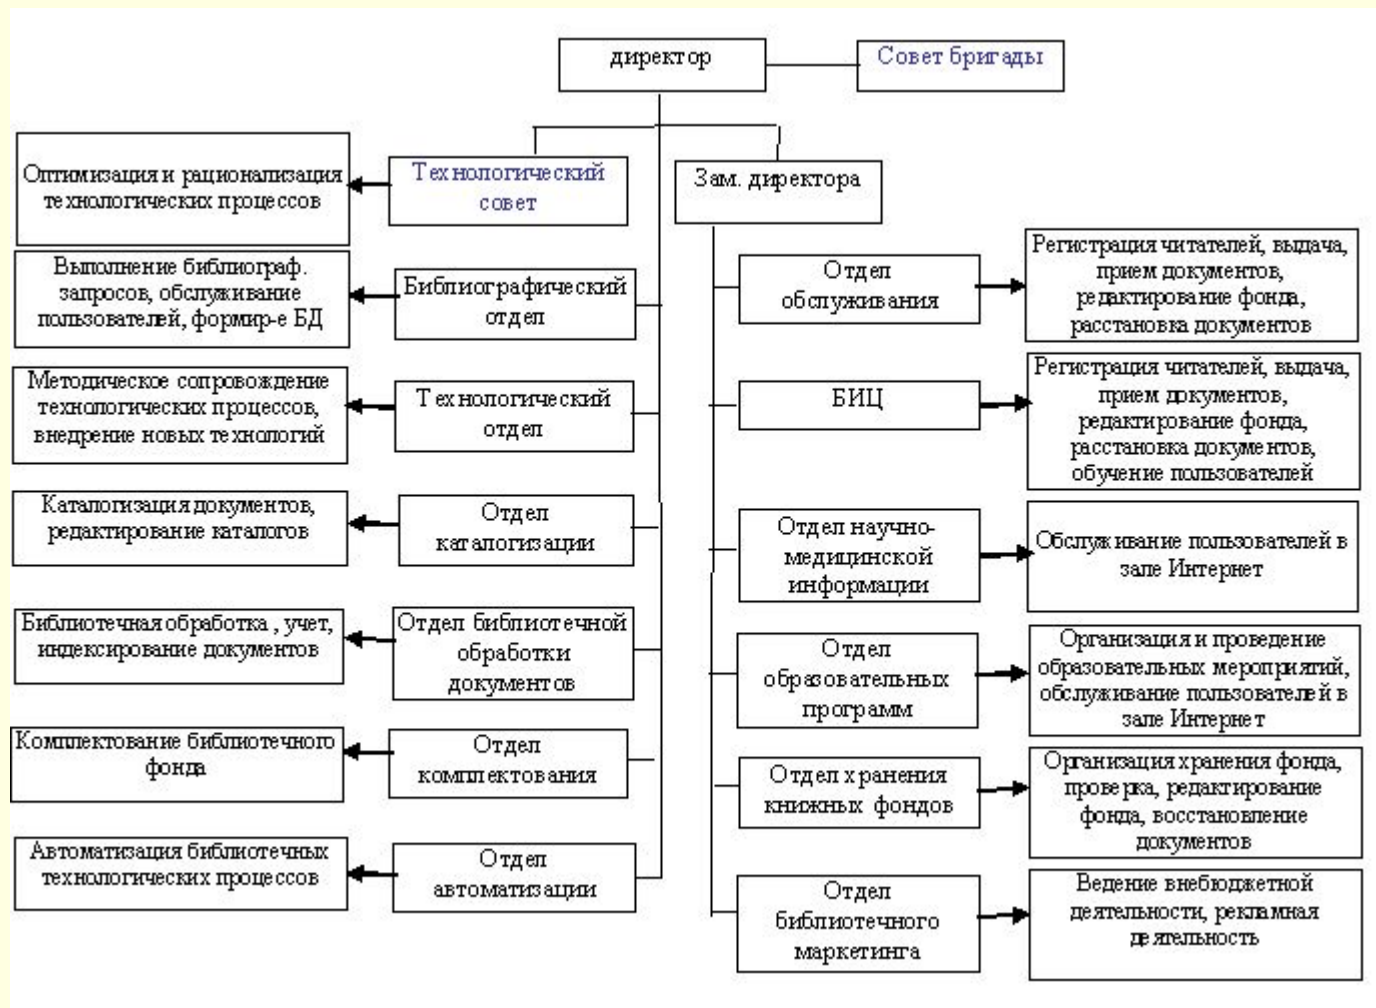 директор
Совет бригады
Оптимизация и рационализация
технологических процессов
Технологический
совет
Зам. директора
Выполнение библиограф.
запросов, обслуживание
пользователей, формир-е БД
Библиографический
отдел
Методическое сопровождение
технологических процессов,
внедрение новых технологий
Технологический
отдел
Каталогизация документов,
редактирование каталогов
Отдел
каталогизации
Библиотечная обработка , учет,
индексирование документов
Отдел библиотечной
обработки
документов
Комплектование библиотечного
фонда
Отдел
комплектования
Автоматизация библиотечных
технологических процессов
Отдел
автоматизации
Отдел
обслуживания
Регистрация читателей, выдача,
прием документов,
редактирование фонда,
расстановка документов
БИЦ
Регистрация читателей, выдача,
прием документов,
редактирование фонда,
расстановка документов,
обучение пользователей
Отдел научно-
медицинской
информации
Обслуживание пользователей в
зале Интернет
Отдел
образовательных
программ
Организация и проведение
образовательных мероприятий,
обслуживание пользователей в
зале Интернет
Отдел хранения
книжных фондов
Организация хранения фонда,
проверка, редактирование
фонда, восстановление
документов
Отдел
библиотечного
маркетинга
Ведение внебюджетной
деятельности, рекламная
деятельность